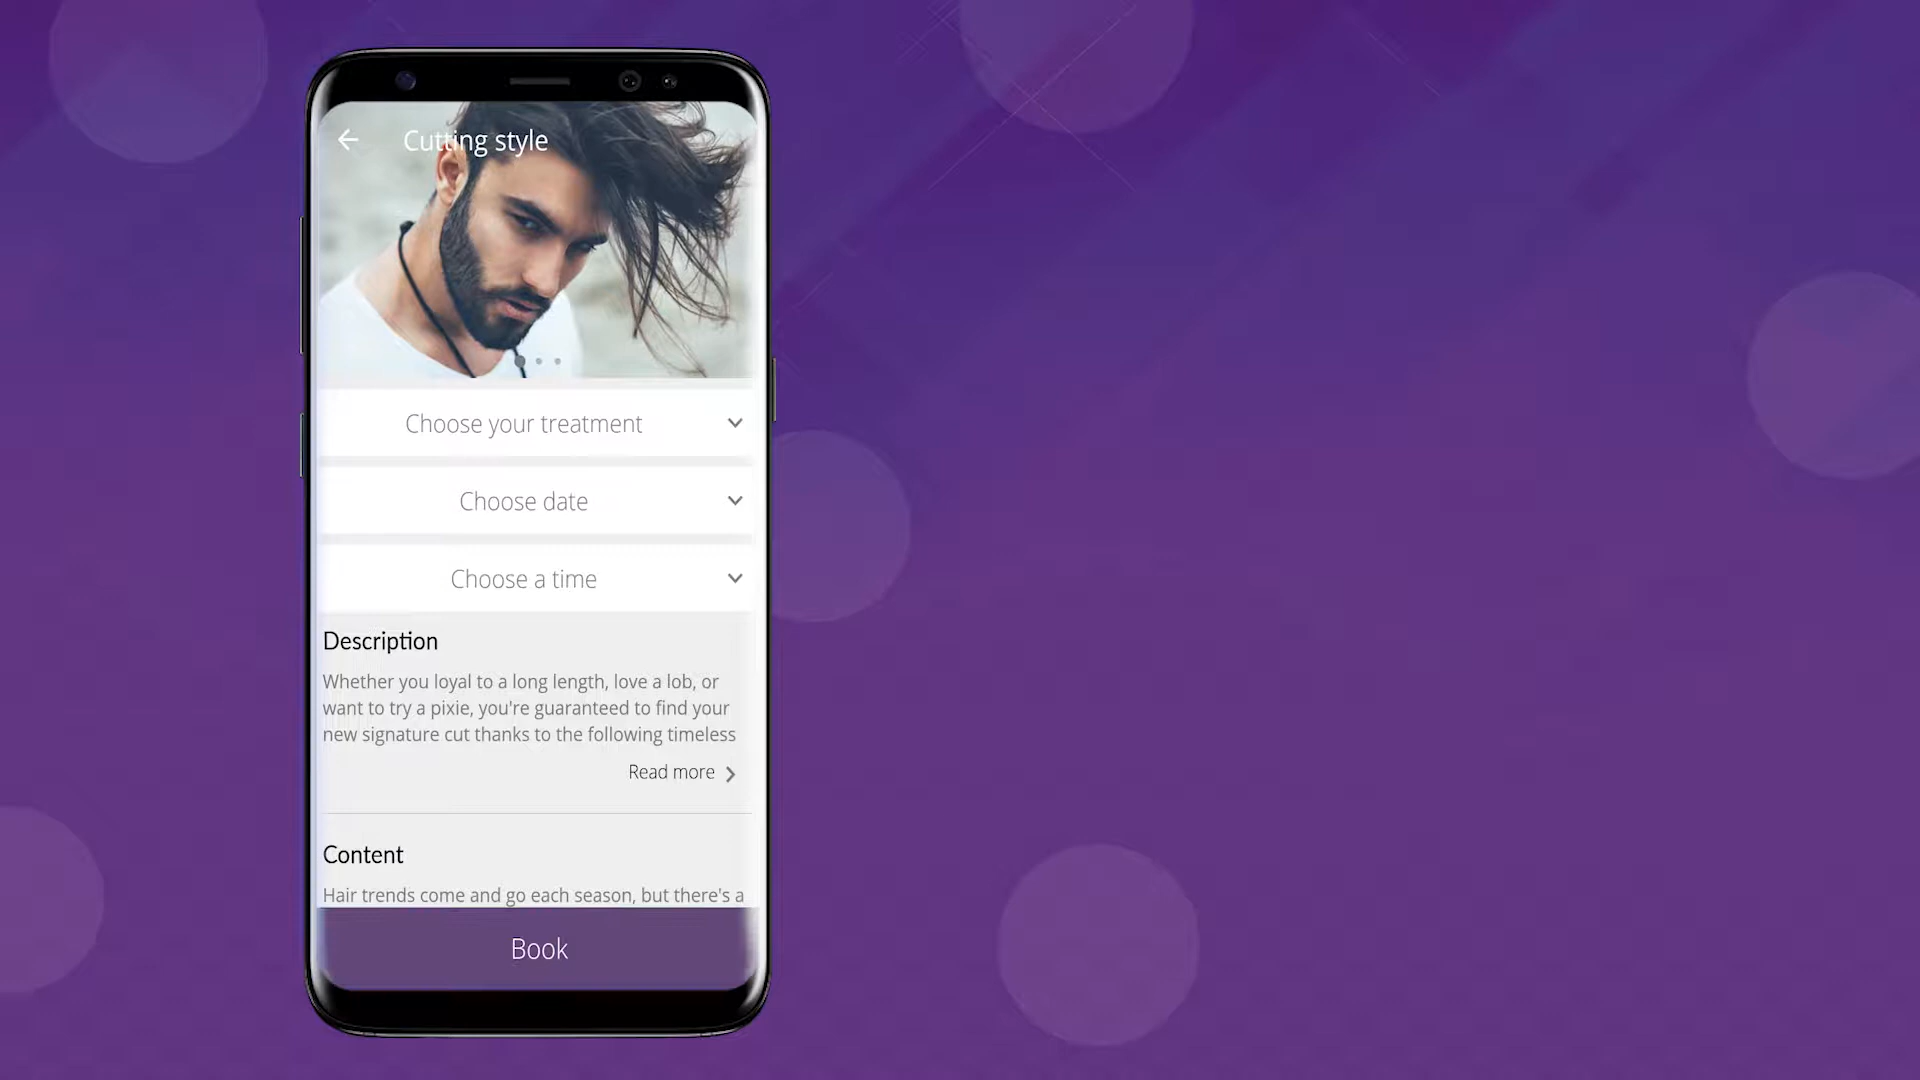 Cutting style
Choose your treatment
Choose date
Choose a time
Description
Whether you loyal to a long length, love a lob, or
want to try a pixie, you're guaranteed to find your
new signature cut thanks to the following timeless
Read more
Content
Hair trends come and go each season, but there's a
Book